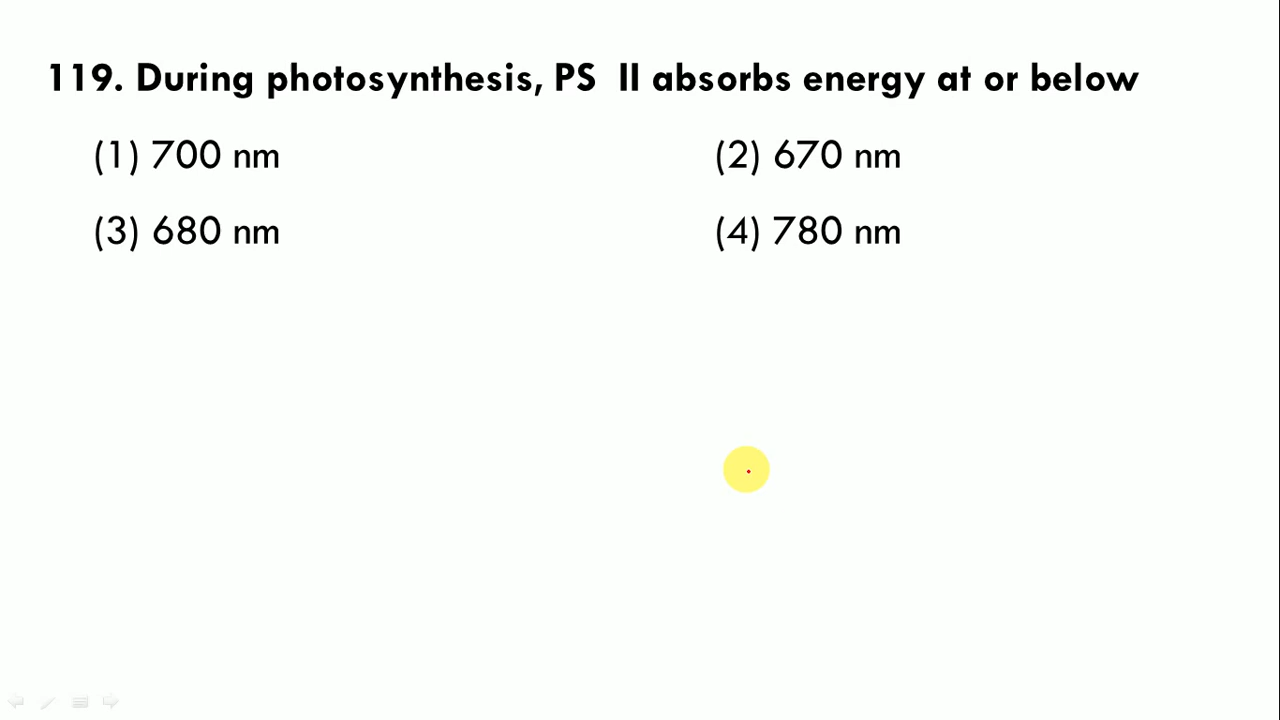 119. During photosynthesis, PS II absorbs energy at or below
(1) 700 nm (2) 670 nm
(3) 680 nm (4) 780 nm